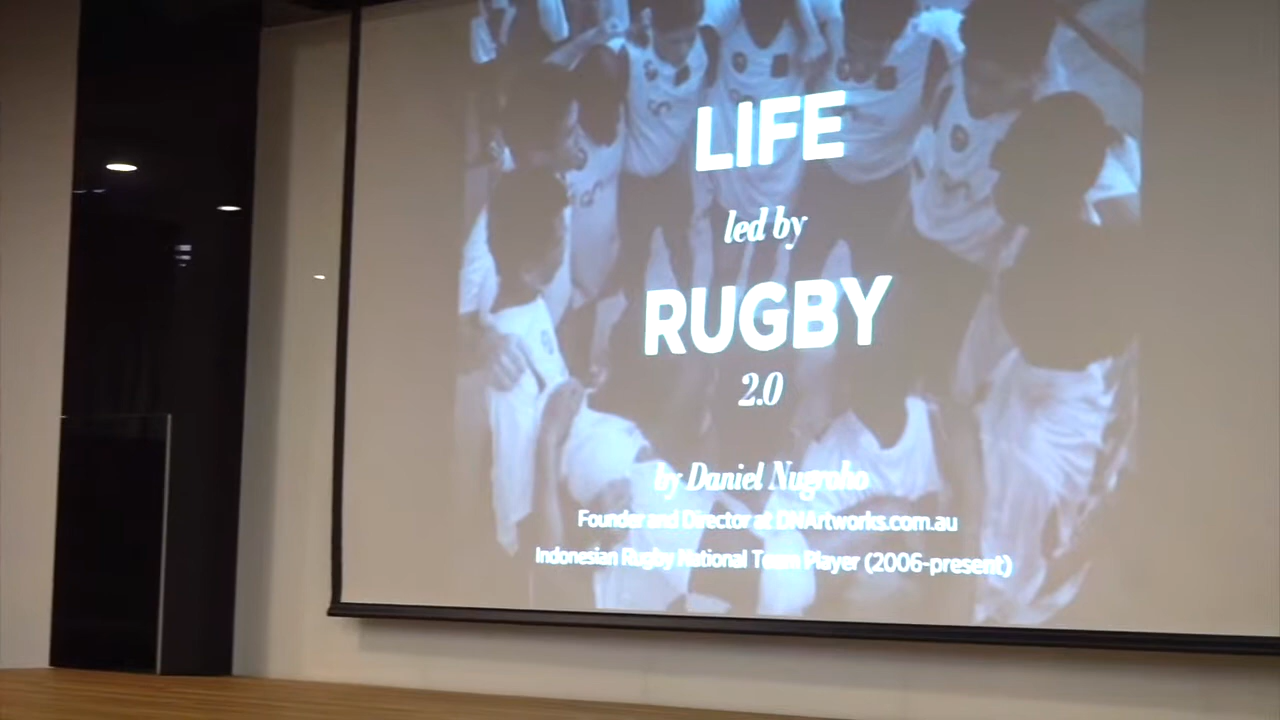 LIFE
led by
RUGBY
2.0
by Daniel Nugroho
Founder and Director at DNArtworks.com.au
Indonesian Rugby National Team Player (2006-present)